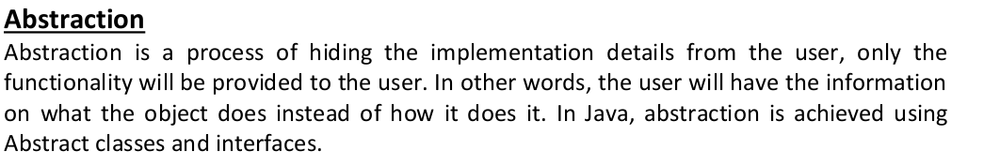 Abstraction
Abstraction is a process of hiding the implementation details from the user, only the
functionality will be provided to the user. In other words, the user will have the information
on what the object does instead of how it does it. In Java, abstraction is achieved using
Abstract classes and interfaces.